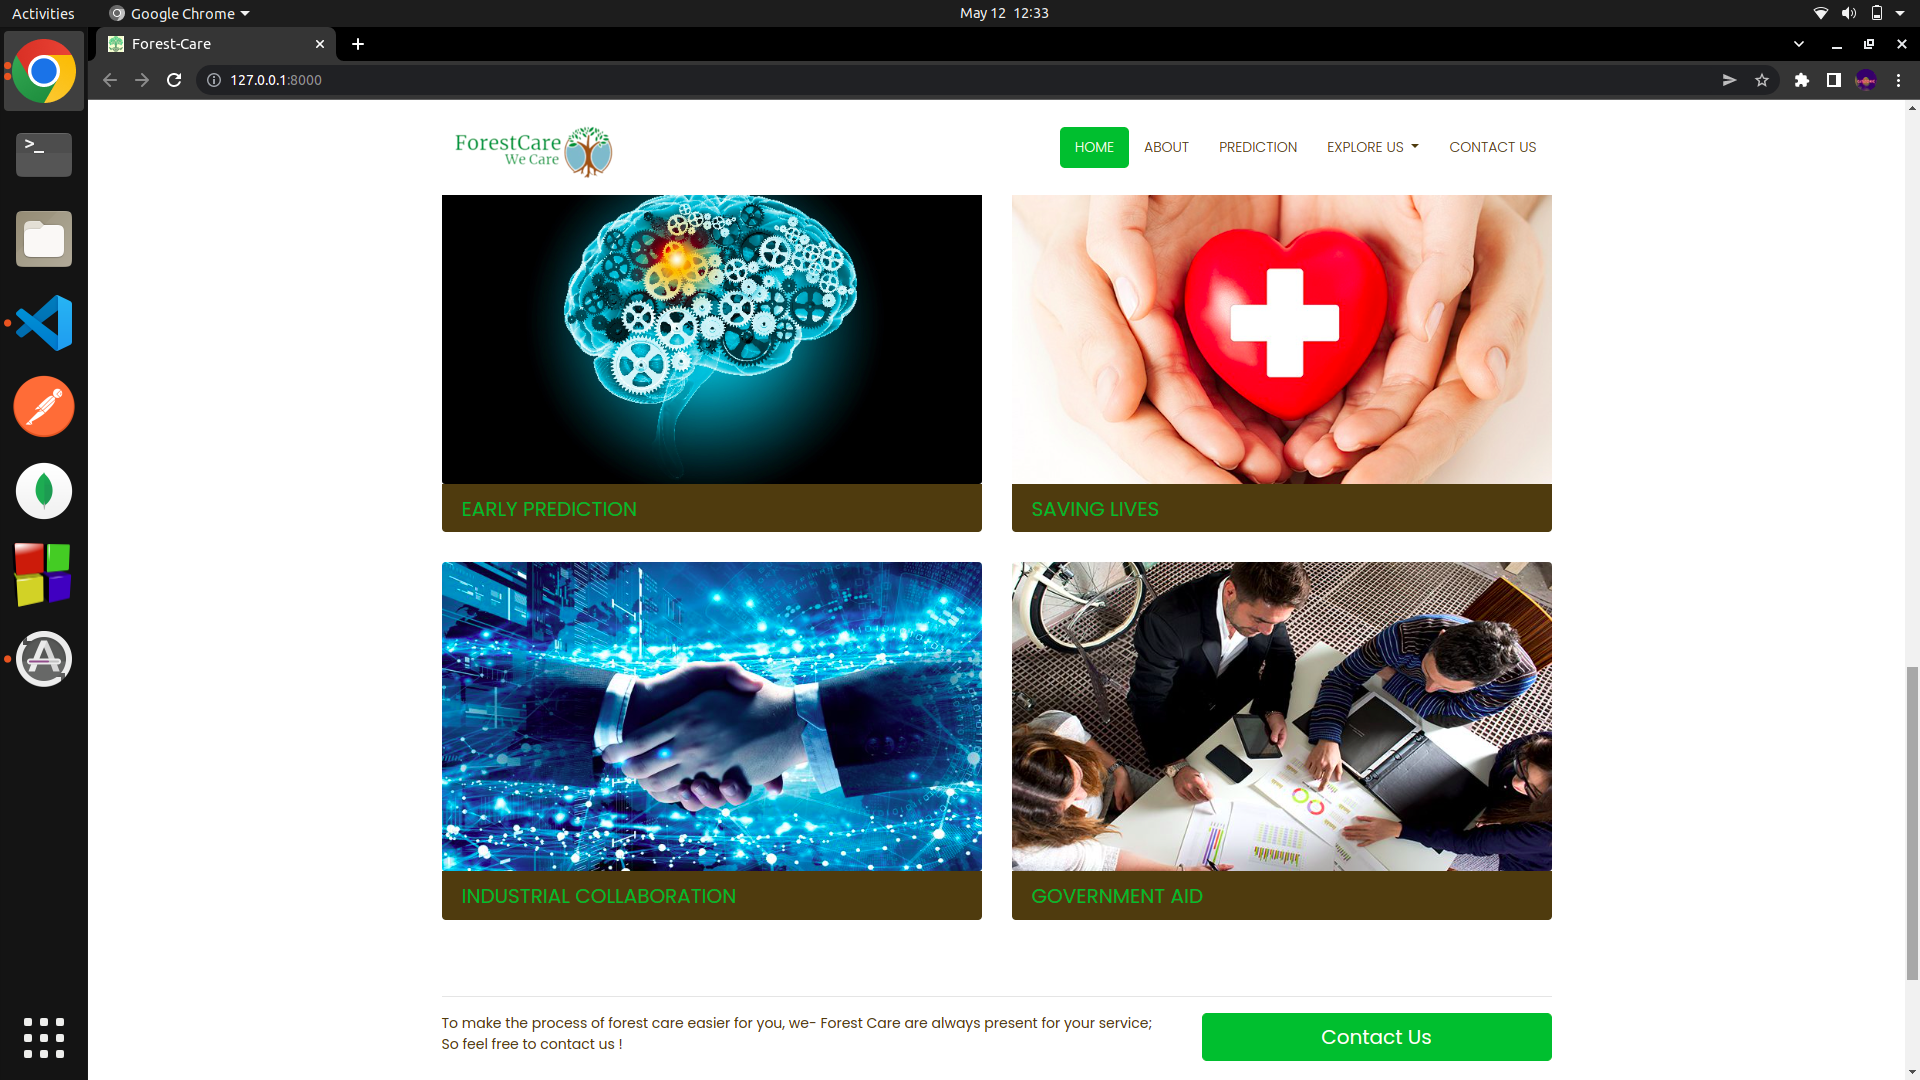 Activities
Google Chrome
May 12 12:33
Forest-Care
127.0.0.1:8000
ForestCare
We Care
HOME
ABOUT
PREDICTION
EXPLORE US
CONTACT US
EARLY PREDICTION
SAVING LIVES
INDUSTRIAL COLLABORATION
GOVERNMENT AID
To make the process of forest care easier for you, we- Forest Care are always present for your service;
So feel free to contact us !
Contact Us